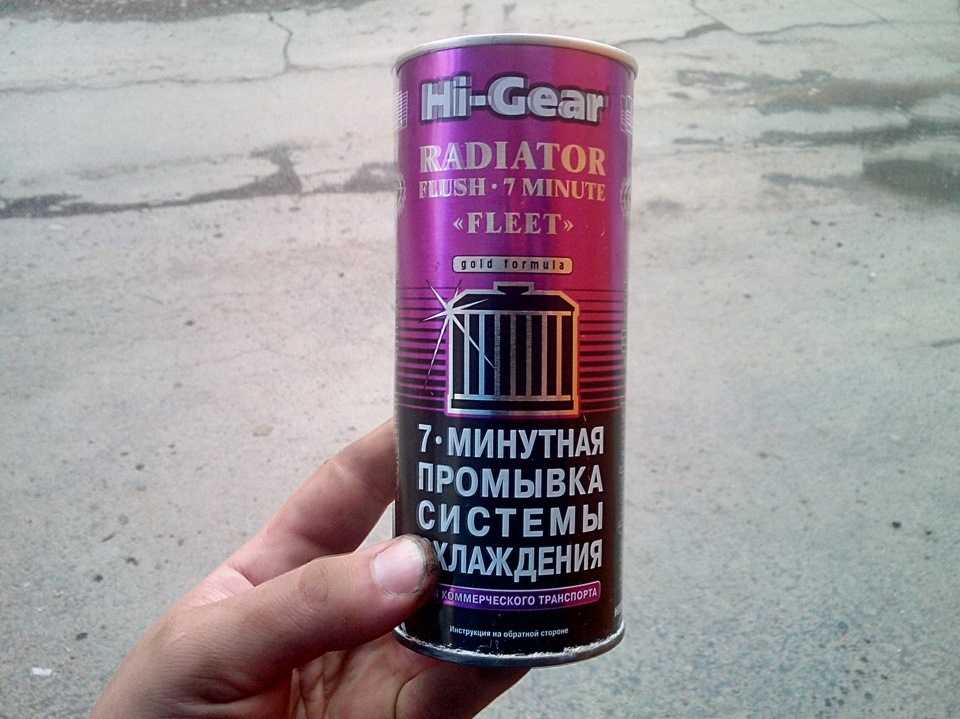 Hi-Gear
RADIATOR
FLUSH · 7 MINUTE
«FLEET»
gold formula
7·МИНУТНАЯ
ПРОМЫВКА
СИСТЕМЫ
ХЛАЖДЕНИЯ
КОММЕРЧЕСКОГО ТРАНСПОРТА
Инструкция на обратной стороне